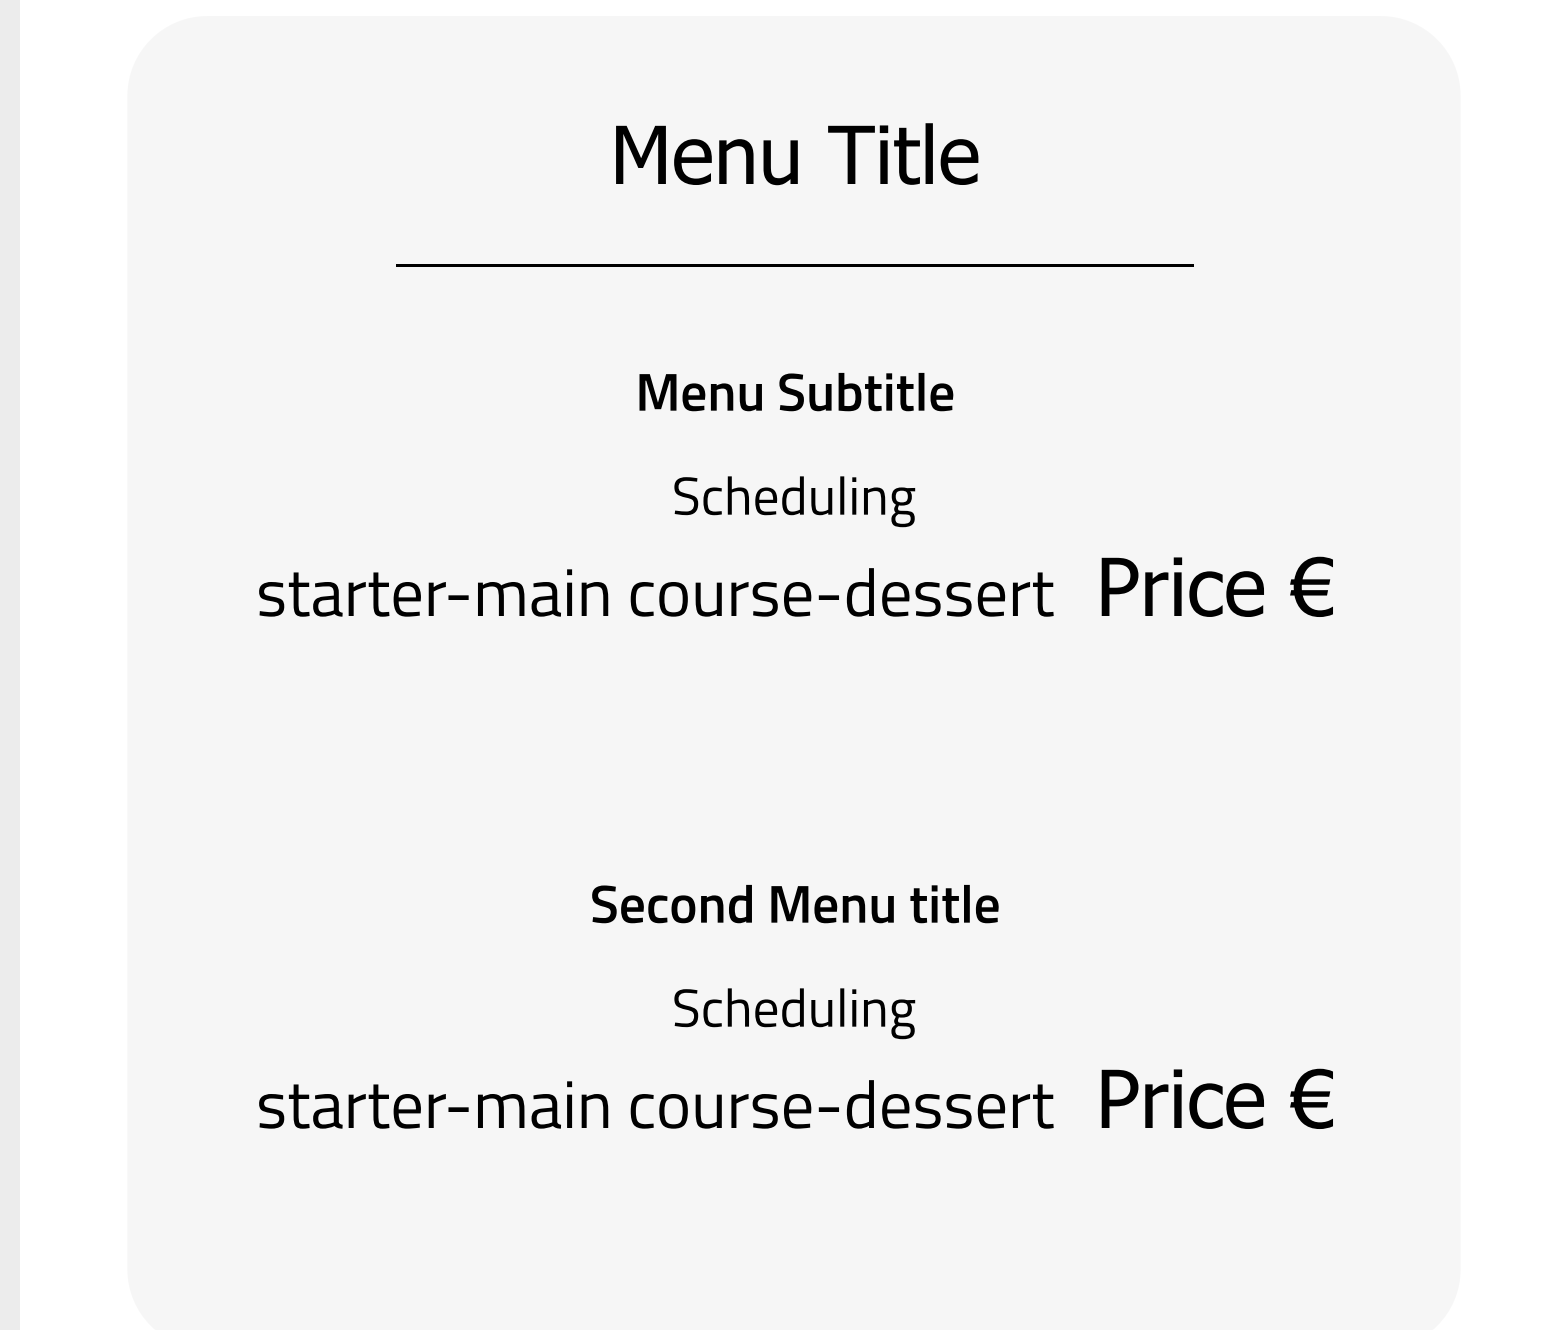 Menu Title
Menu Subtitle
Scheduling
starter-main course-dessert Price €
Second Menu title
Scheduling
starter-main course-dessert Price €